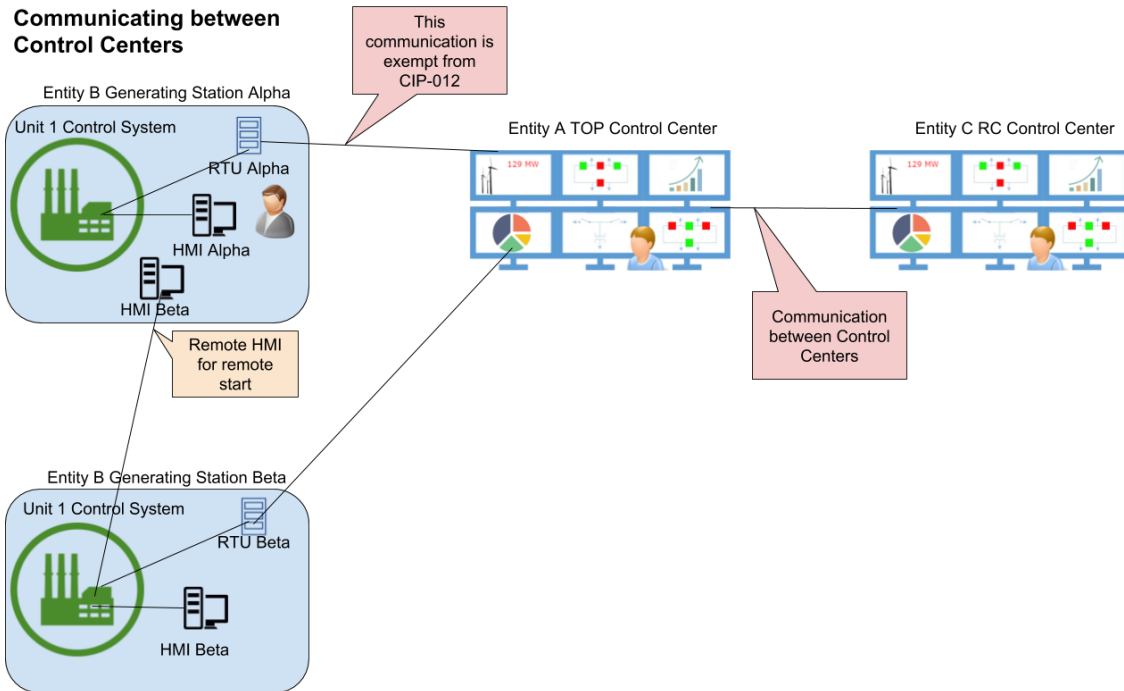 Communicating between
Control Centers
This
communication is
exempt from
CIP-012
Entity B Generating Station Alpha
Unit 1 Control System
RTU Alpha
HMI Alpha
HMI Beta
Remote HMI
for remote
start
Entity A TOP Control Center
129 MW
Entity C RC Control Center
129 MW
Communication
between Control
Centers
Entity B Generating Station Beta
Unit 1 Control System
RTU Beta
HMI Beta